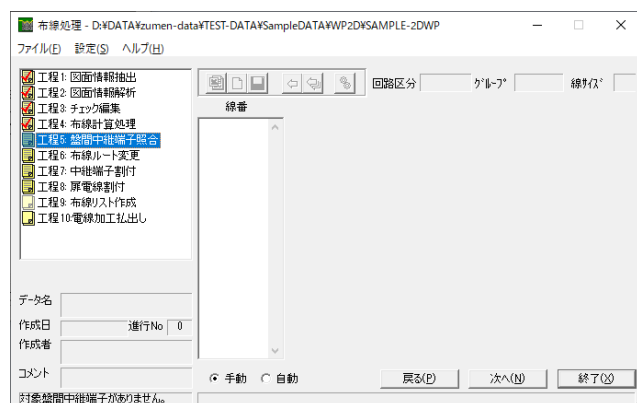 布線処理 - D:¥DATA¥zumen-data¥TEST-DATA¥SampleDATA¥WP2D¥SAMPLE-2DWP
ファイル(F) 設定(S) ヘルプ(H)
工程1: 図面情報抽出
工程2: 図面情報解析
工程3: チェック編集
工程4: 布線計算処理
工程5: 盤間中継端子照合
工程6: 布線ルート変更
工程7: 中継端子割付
工程8: 扉電線割付
工程9: 布線リスト作成
工程10:電線加工払出し
回路区分 グループ 線サイズ
線番
データ名
作成日 進行No 0
作成者
コメント
手動 自動
戻る(P) 次へ(N) 終了(X)
対象盤間中継端子がありません。